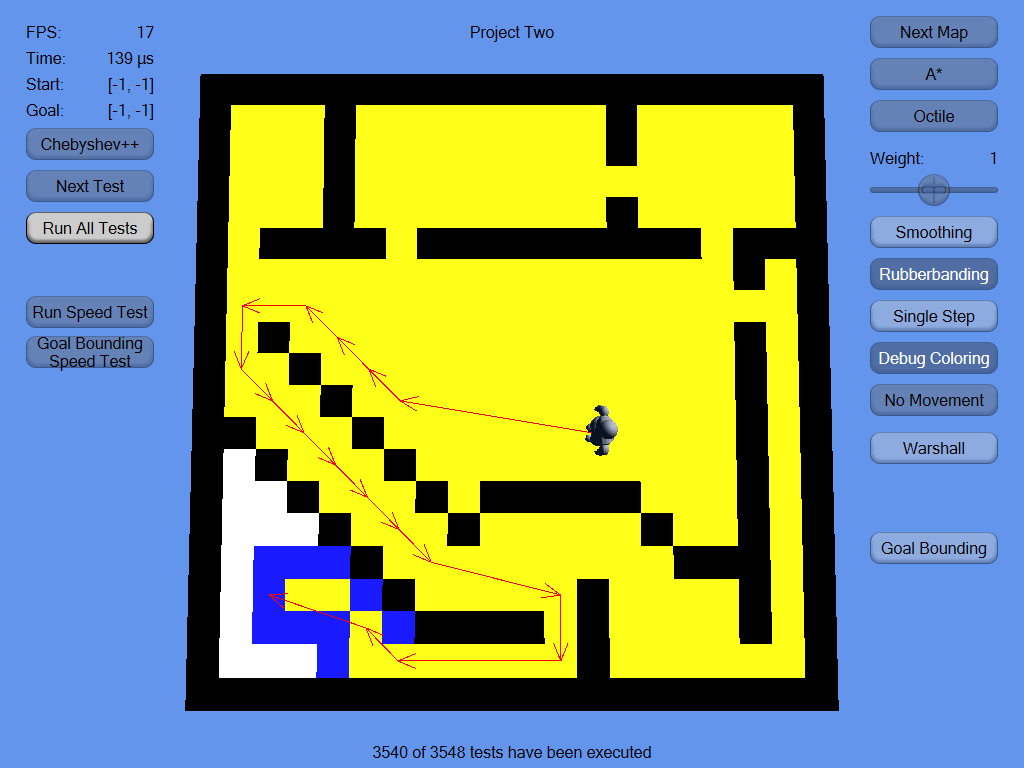 Project Two
FPS: 17
Time: 139 µs
Start: [-1, -1]
Goal: [-1, -1]
Chebyshev++
Next Test
Run All Tests
Run Speed Test
Goal Bounding
Speed Test
Next Map
A*
Octile
Weight: 1
Smoothing
Rubberbanding
Single Step
Debug Coloring
No Movement
Warshall
Goal Bounding
3540 of 3548 tests have been executed